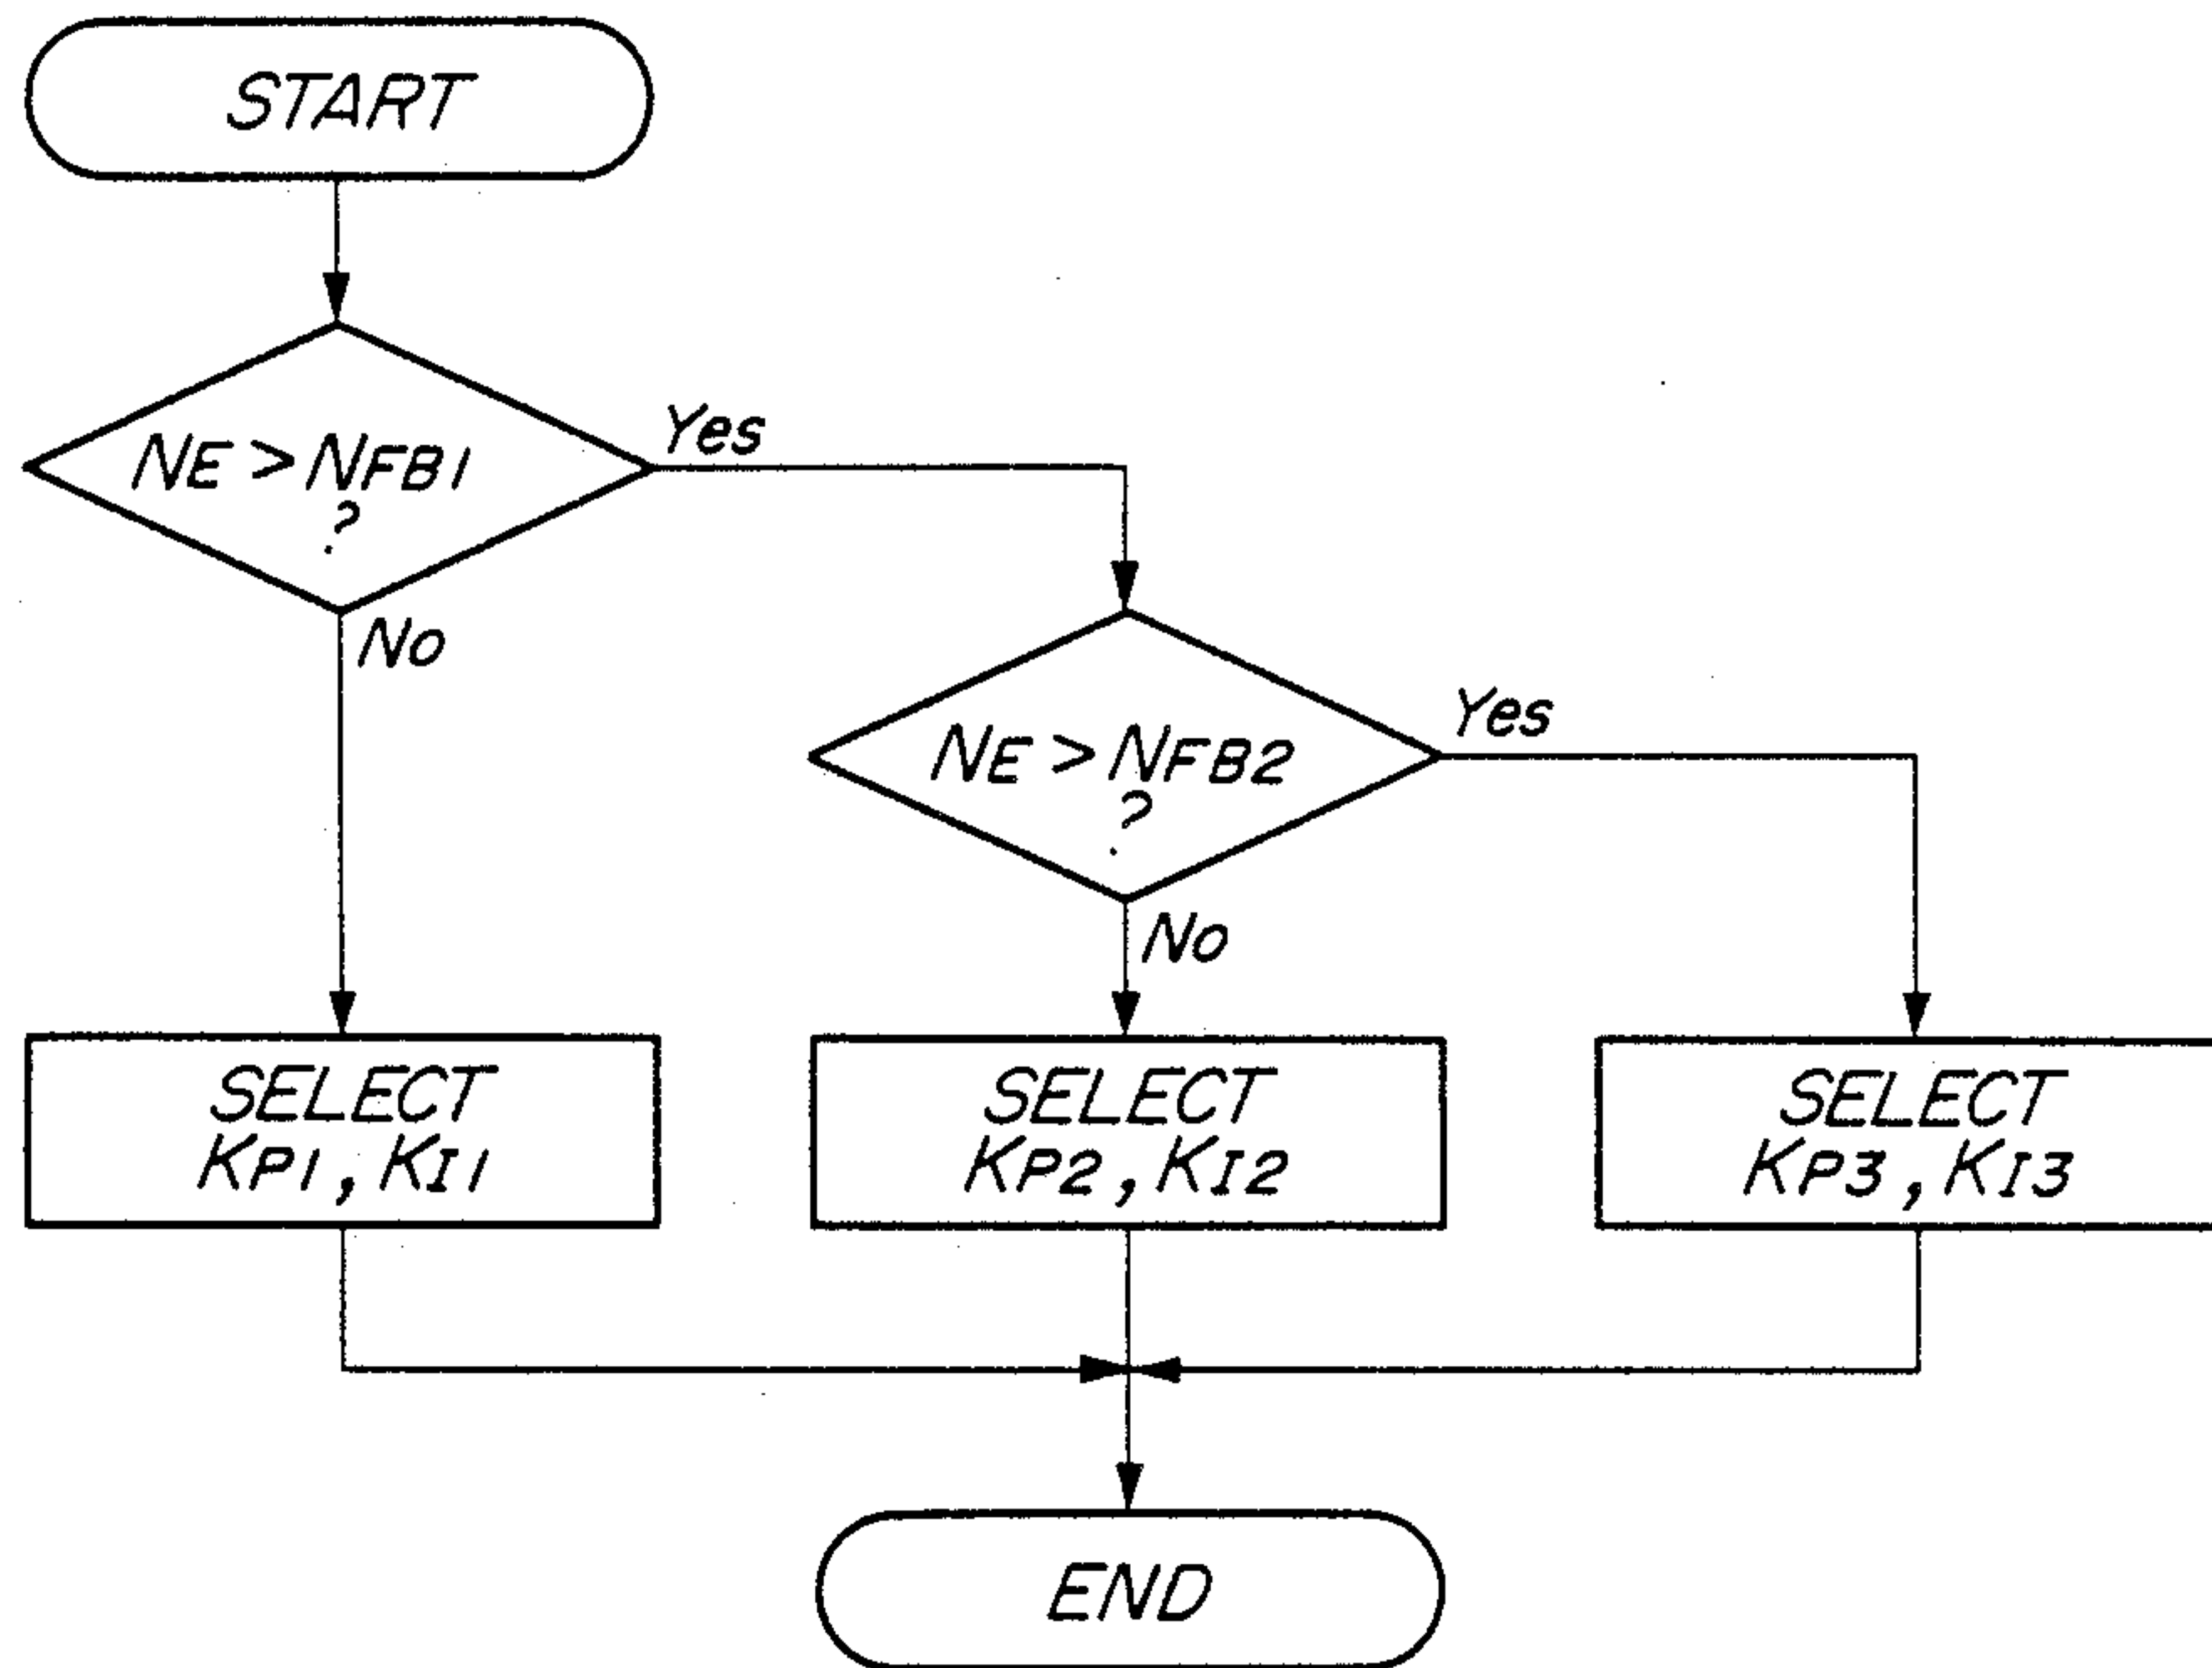 START
NE > NFB1
?
Yes
No
NE > NFB2
?
Yes
No
SELECT
KP1, KI1
SELECT
KP2, KI2
SELECT
KP3, KI3
END